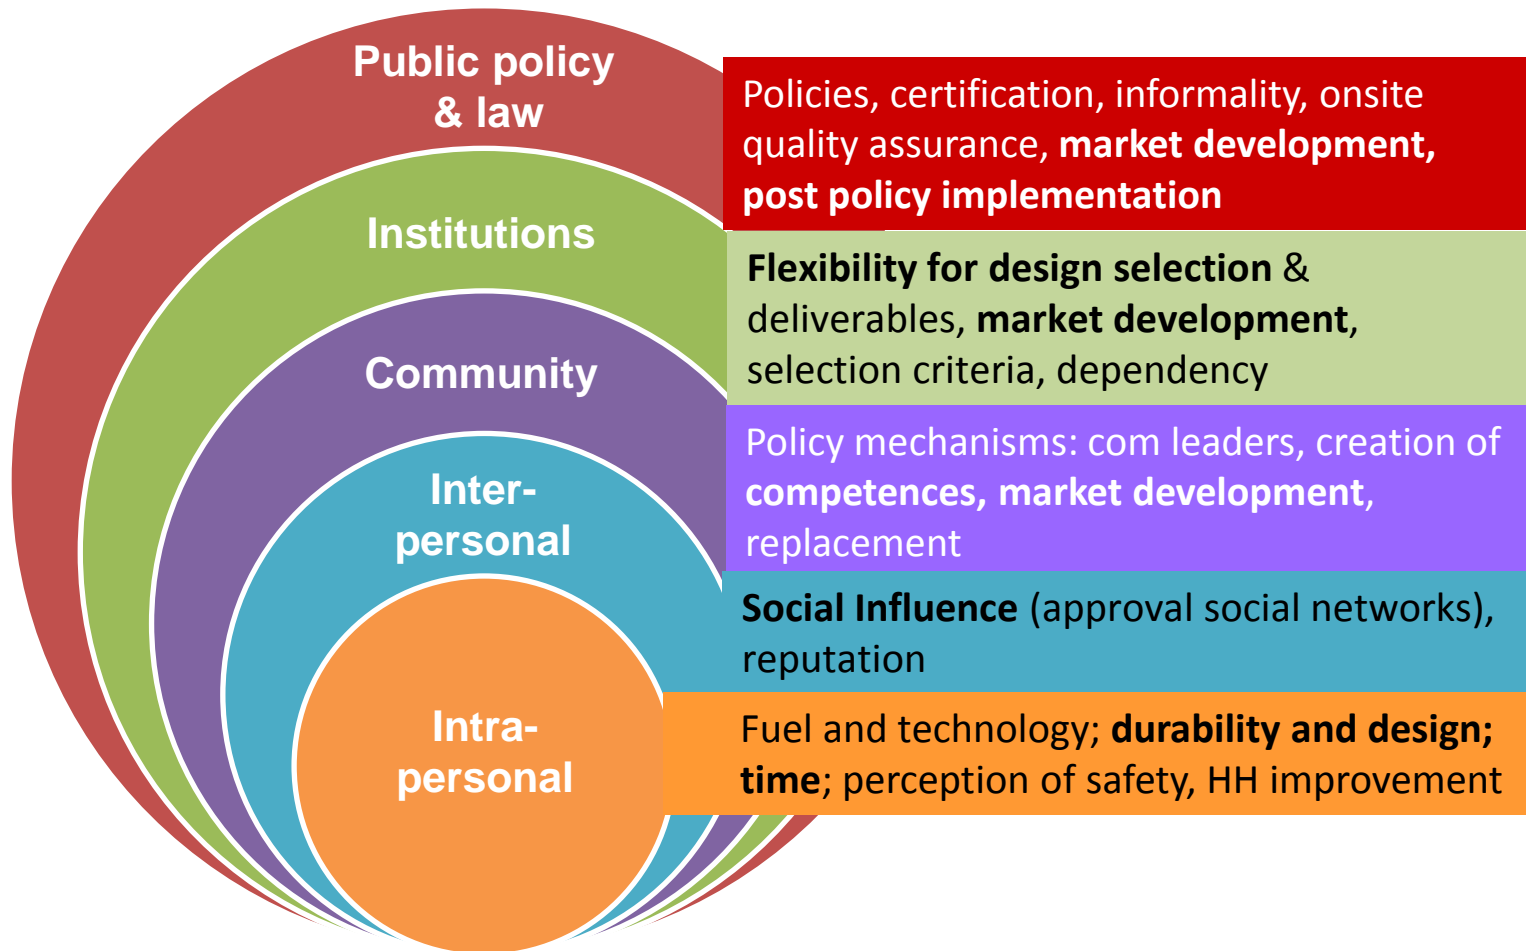 Public policy
& law
Policies, certification, informality, onsite
quality assurance, market development,
post policy implementation
Institutions
Flexibility for design selection &
deliverables, market development,
selection criteria, dependency
Community
Policy mechanisms: com leaders, creation of
competences, market development,
replacement
Inter-
personal
Social Influence (approval social networks),
reputation
Intra-
personal
Fuel and technology; durability and design;
time; perception of safety, HH improvement